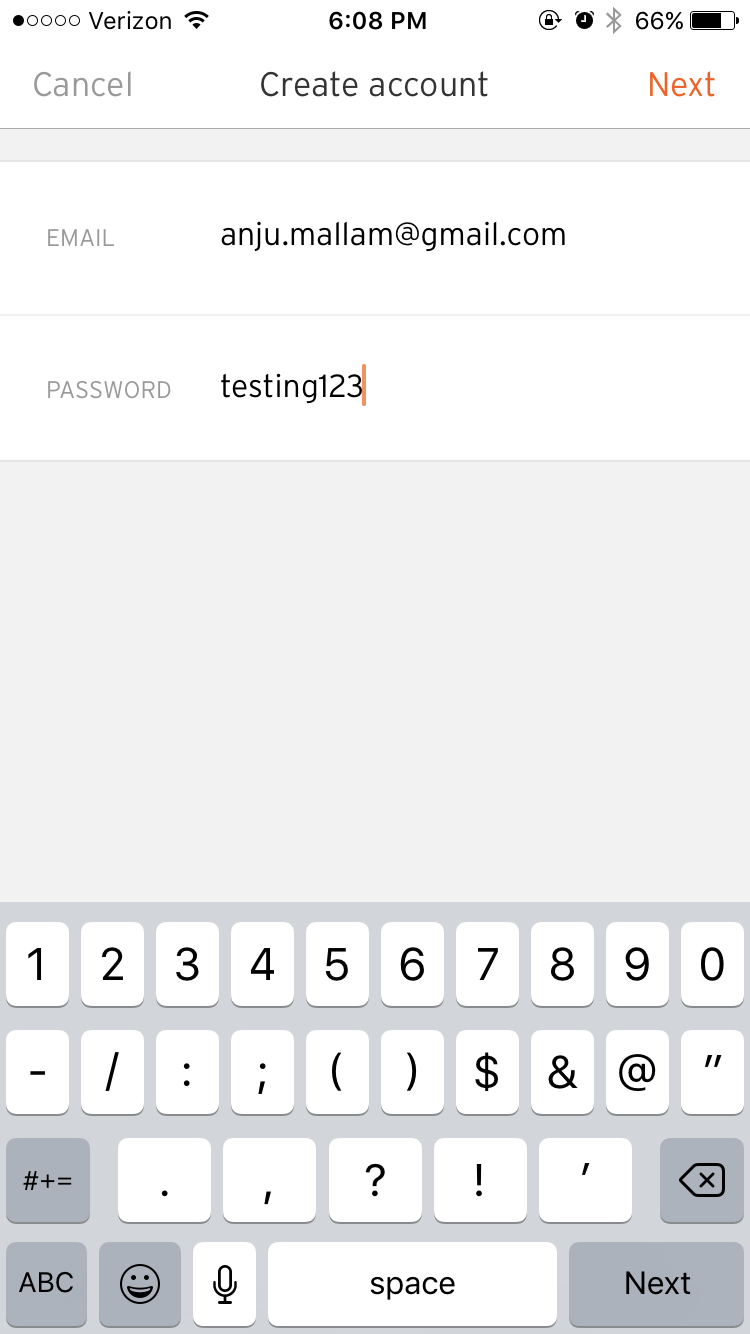 Verizon 6:08 PM 66%
Cancel Create account Next
EMAIL anju.mallam@gmail.com
PASSWORD testing123
1 2 3 4 5 6 7 8 9 0
- / : ; ( ) $ & @ "
#+= . , ? ! '
ABC space Next